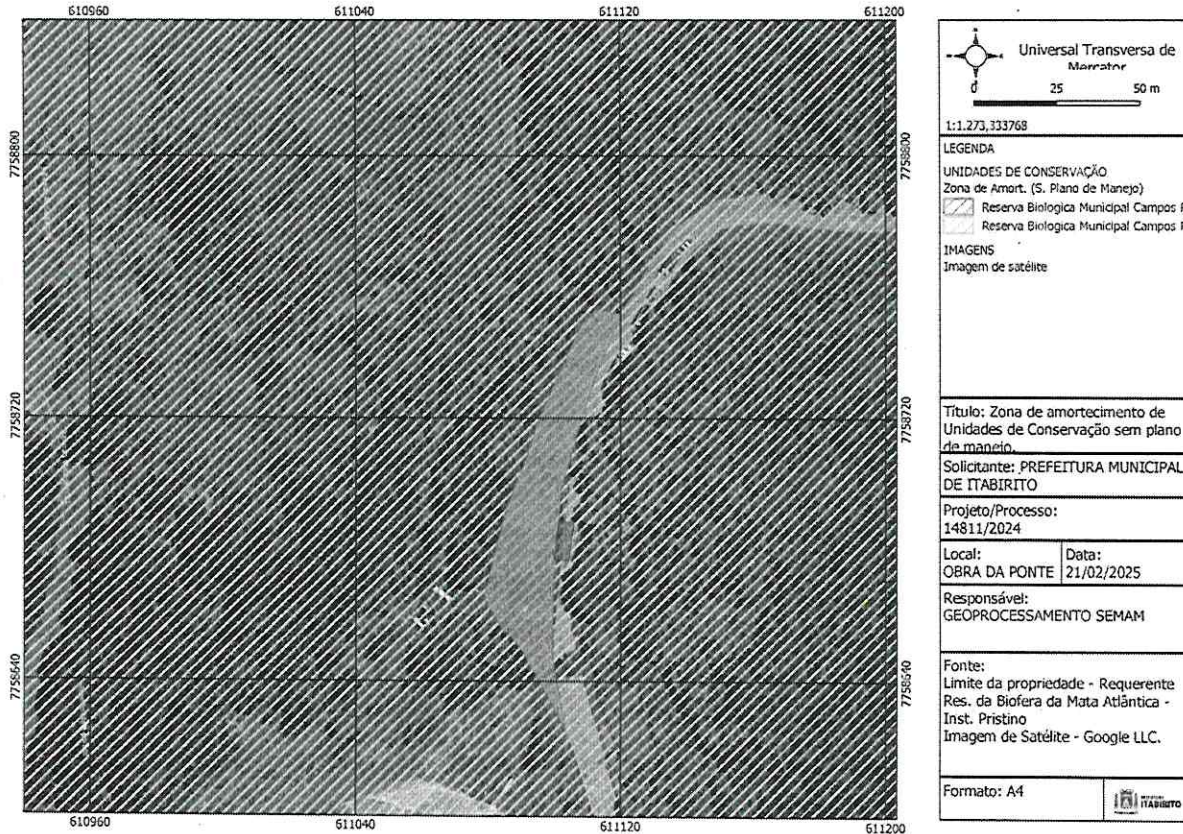 610960
611040
611120
611200
7758800
7758720
7758640
7758800
7758720
7758640
610960
611040
611120
611200
Universal Transversa de
Mercator
0 25 50 m
1:1.273,333768
LEGENDA
UNIDADES DE CONSERVAÇÃO
Zona de Amort. (S. Plano de Manejo)
Reserva Biologica Municipal Campos
Reserva Biologica Municipal Campos
IMAGENS
Imagem de satélite
Título: Zona de amortecimento de
Unidades de Conservação sem plano
de manejo.
Solicitante: PREFEITURA MUNICIPAL
DE ITABIRITO
Projeto/Processo:
14811/2024
Local:
OBRA DA PONTE
Data:
21/02/2025
Responsável:
GEOPROCESSAMENTO SEMAM
Fonte:
Limite da propriedade - Requerente
Res. da Biofera da Mata Atlântica -
Inst. Pristino
Imagem de Satélite - Google LLC.
Formato: A4
ITABIRITO